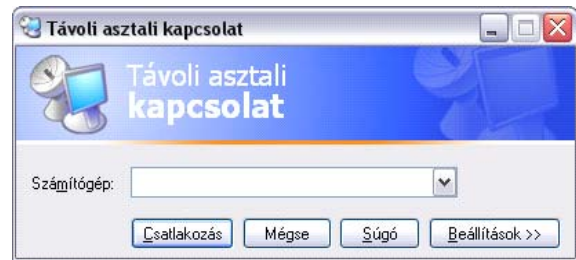 Távoli asztali kapcsolat
Távoli asztali
kapcsolat
Számítógép:
Csatlakozás Mégse Súgó Beállítások >>